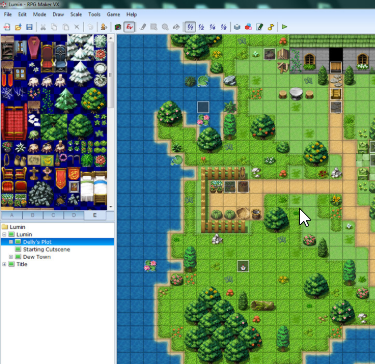 Lumin - RPG Maker VX
File Edit Mode Draw Scale Tools Game Help
A B C D E
Lumin
Lumin
Dally's Plot
Starting Cutscene
Dew Town
Title